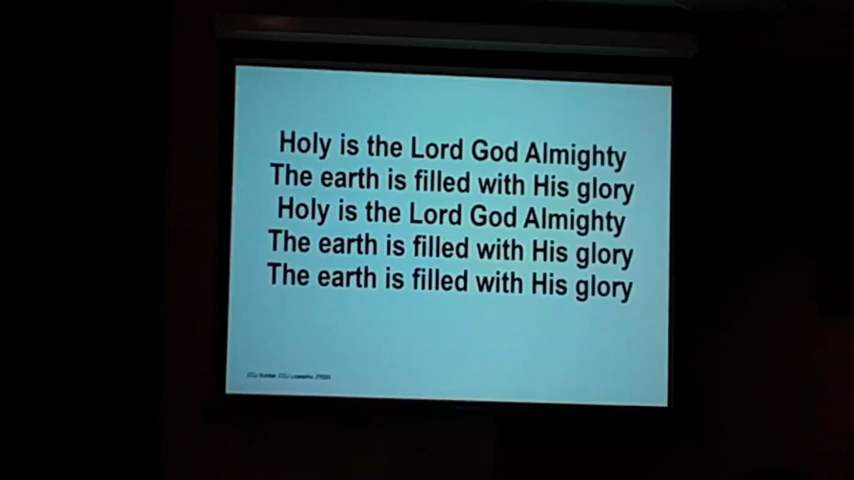 Holy is the Lord God Almighty
The earth is filled with His glory
Holy is the Lord God Almighty
The earth is filled with His glory
The earth is filled with His glory